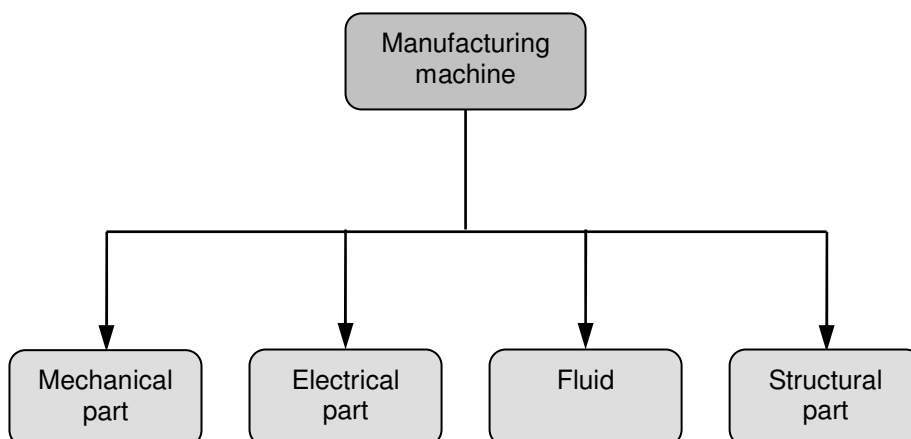 Manufacturing
machine
Mechanical
part
Electrical
part
Fluid
Structural
part